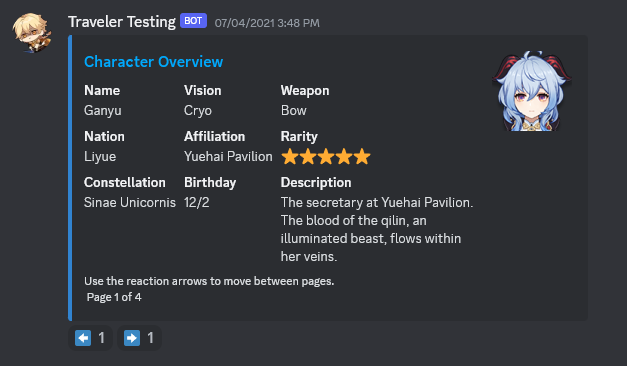 Traveler Testing BOT 07/04/2021 3:48 PM
Character Overview
Name Vision Weapon
Ganyu Cryo Bow
Nation Affiliation Rarity
Liyue Yuehai Pavilion
Constellation Birthday Description
Sinae Unicornis 12/2 The secretary at Yuehai Pavilion.
The blood of the qilin, an
illuminated beast, flows within
her veins.
Use the reaction arrows to move between pages.
Page 1 of 4
1 1